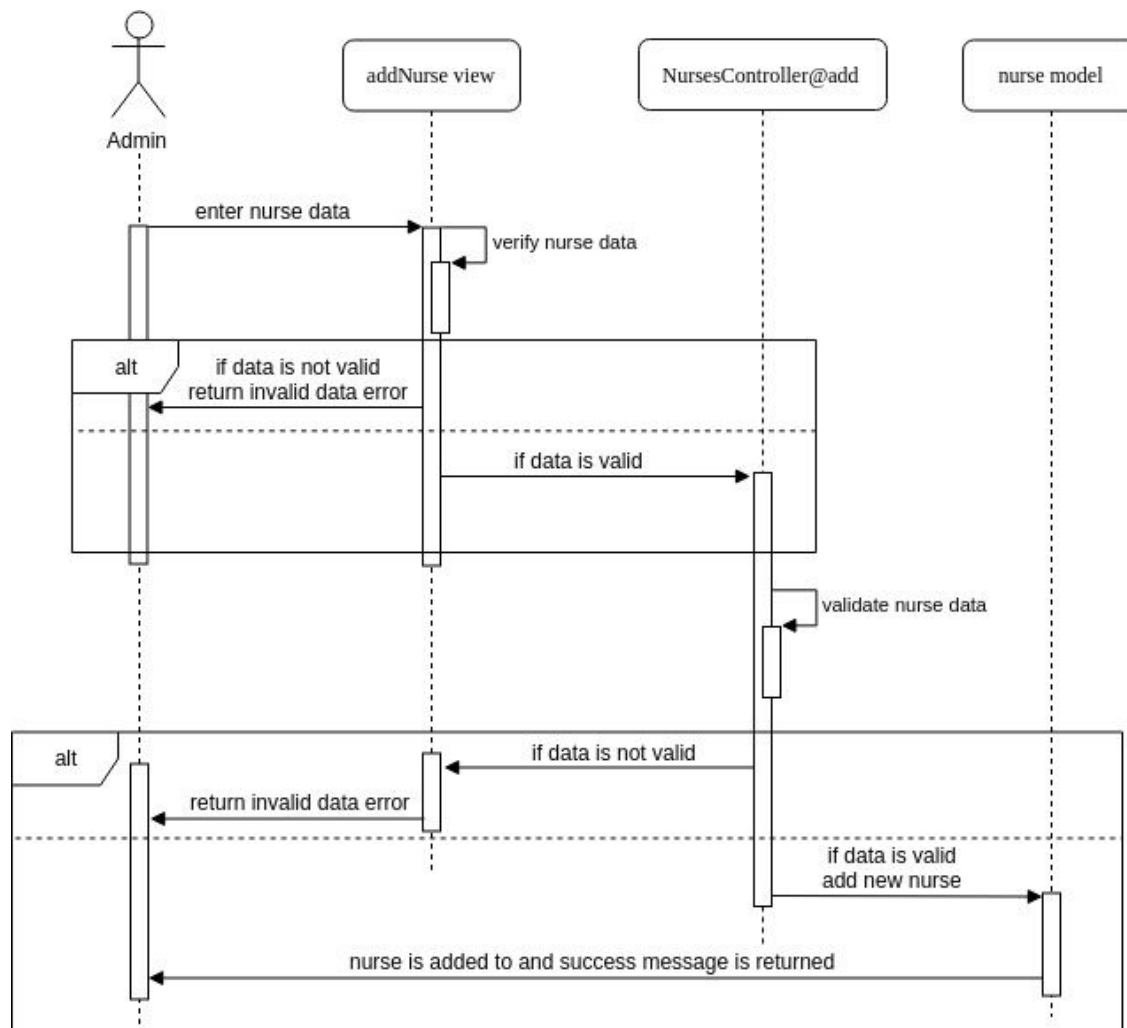 addNurse view
NursesController@add
nurse model
Admin
enter nurse data
verify nurse data
alt
if data is not valid
return invalid data error
if data is valid
validate nurse data
alt
if data is not valid
return invalid data error
if data is valid
add new nurse
nurse is added to and success message is returned